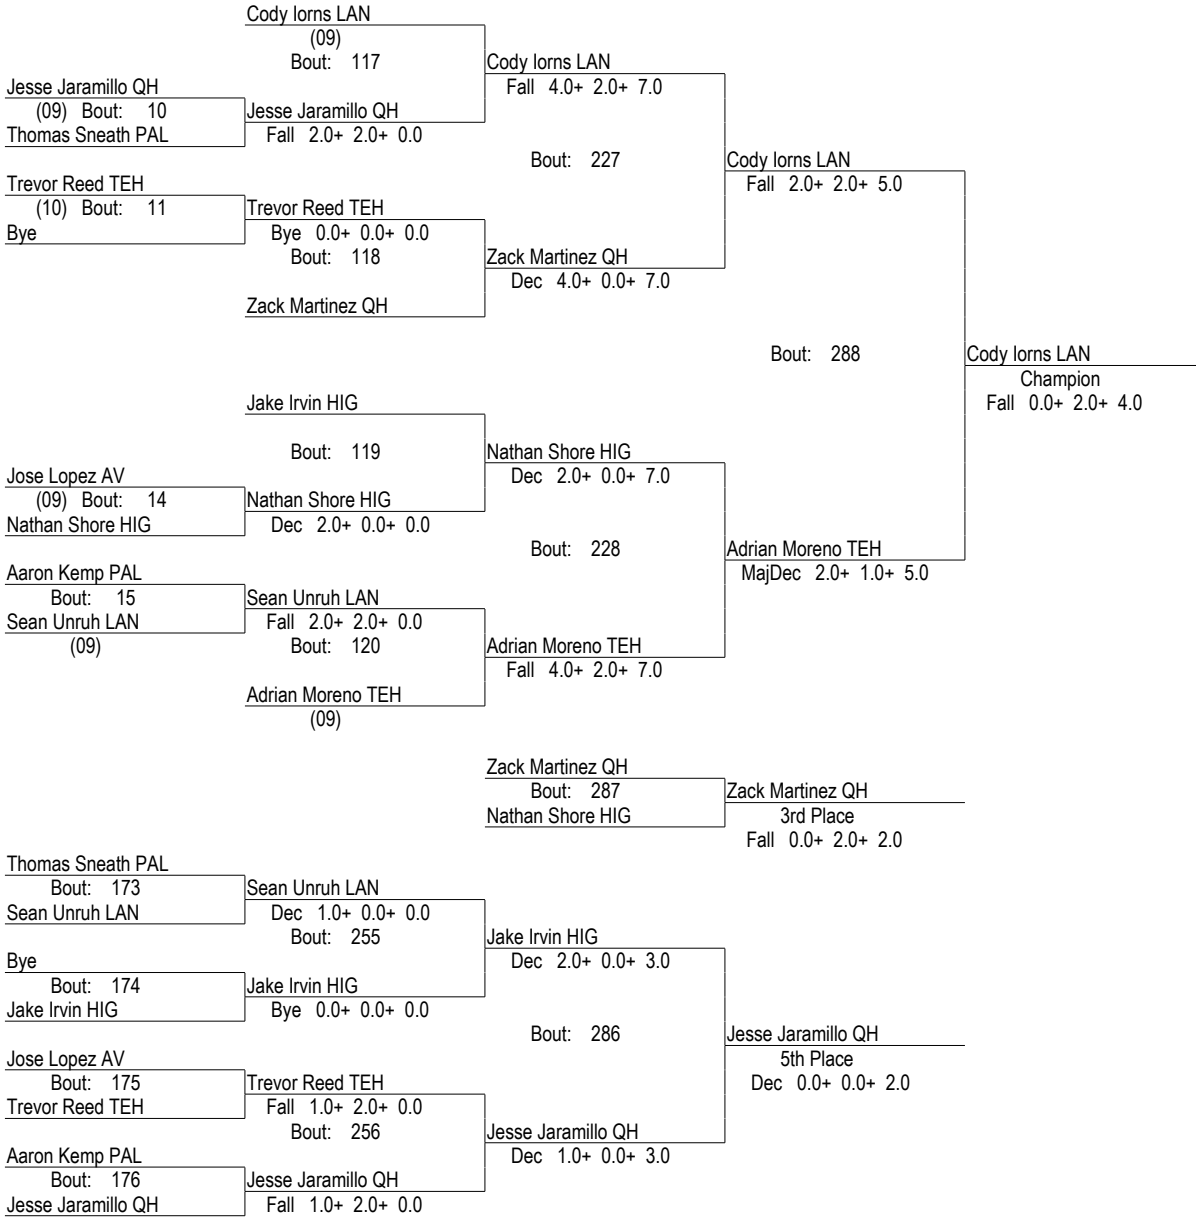 Cody Iorns LAN
(09)
Bout: 117
Cody Iorns LAN
Jesse Jaramillo QH
Fall 4.0+ 2.0+ 7.0
(09) Bout: 10
Jesse Jaramillo QH
Thomas Sneath PAL
Fall 2.0+ 2.0+ 0.0
Bout: 227
Cody Iorns LAN
Trevor Reed TEH
Fall 2.0+ 2.0+ 5.0
(10) Bout: 11
Trevor Reed TEH
Bye
Bye 0.0+ 0.0+ 0.0
Bout: 118
Zack Martinez QH
Dec 4.0+ 0.0+ 7.0
Zack Martinez QH
Bout: 288
Cody Iorns LAN
Champion
Fall 0.0+ 2.0+ 4.0
Jake Irvin HIG
Bout: 119
Nathan Shore HIG
Jose Lopez AV
Dec 2.0+ 0.0+ 7.0
(09) Bout: 14
Nathan Shore HIG
Nathan Shore HIG
Dec 2.0+ 0.0+ 0.0
Bout: 228
Adrian Moreno TEH
Aaron Kemp PAL
MajDec 2.0+ 1.0+ 5.0
Bout: 15
Sean Unruh LAN
Sean Unruh LAN
Fall 2.0+ 2.0+ 0.0
(09)
Bout: 120
Adrian Moreno TEH
Fall 4.0+ 2.0+ 7.0
Adrian Moreno TEH
(09)
Zack Martinez QH
Bout: 287
Zack Martinez QH
Nathan Shore HIG
3rd Place
Fall 0.0+ 2.0+ 2.0
Thomas Sneath PAL
Bout: 173
Sean Unruh LAN
Sean Unruh LAN
Dec 1.0+ 0.0+ 0.0
Bout: 255
Jake Irvin HIG
Bye
Dec 2.0+ 0.0+ 3.0
Bout: 174
Jake Irvin HIG
Jake Irvin HIG
Bye 0.0+ 0.0+ 0.0
Bout: 286
Jesse Jaramillo QH
Jose Lopez AV
5th Place
Bout: 175
Trevor Reed TEH
Dec 0.0+ 0.0+ 2.0
Trevor Reed TEH
Fall 1.0+ 2.0+ 0.0
Bout: 256
Jesse Jaramillo QH
Aaron Kemp PAL
Dec 1.0+ 0.0+ 3.0
Bout: 176
Jesse Jaramillo QH
Jesse Jaramillo QH
Fall 1.0+ 2.0+ 0.0